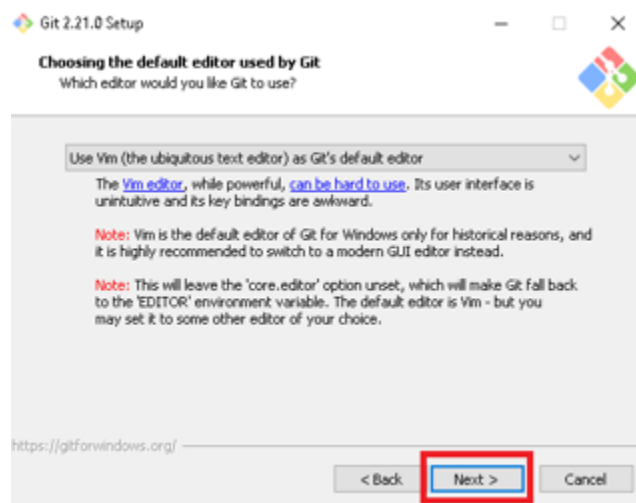 Git 2.21.0 Setup
Choosing the default editor used by Git
Which editor would you like Git to use?
Use Vim (the ubiquitous text editor) as Git's default editor
The Vim editor, while powerful, can be hard to use. Its user interface is
unintuitive and its key bindings are awkward.
Note: Vim is the default editor of Git for Windows only for historical reasons, and
it is highly recommended to switch to a modern GUI editor instead.
Note: This will leave the 'core.editor' option unset, which will make Git fall back
to the 'EDITOR' environment variable. The default editor is Vim - but you
may set it to some other editor of your choice.
https://gitforwindows.org/
< Back Next > Cancel